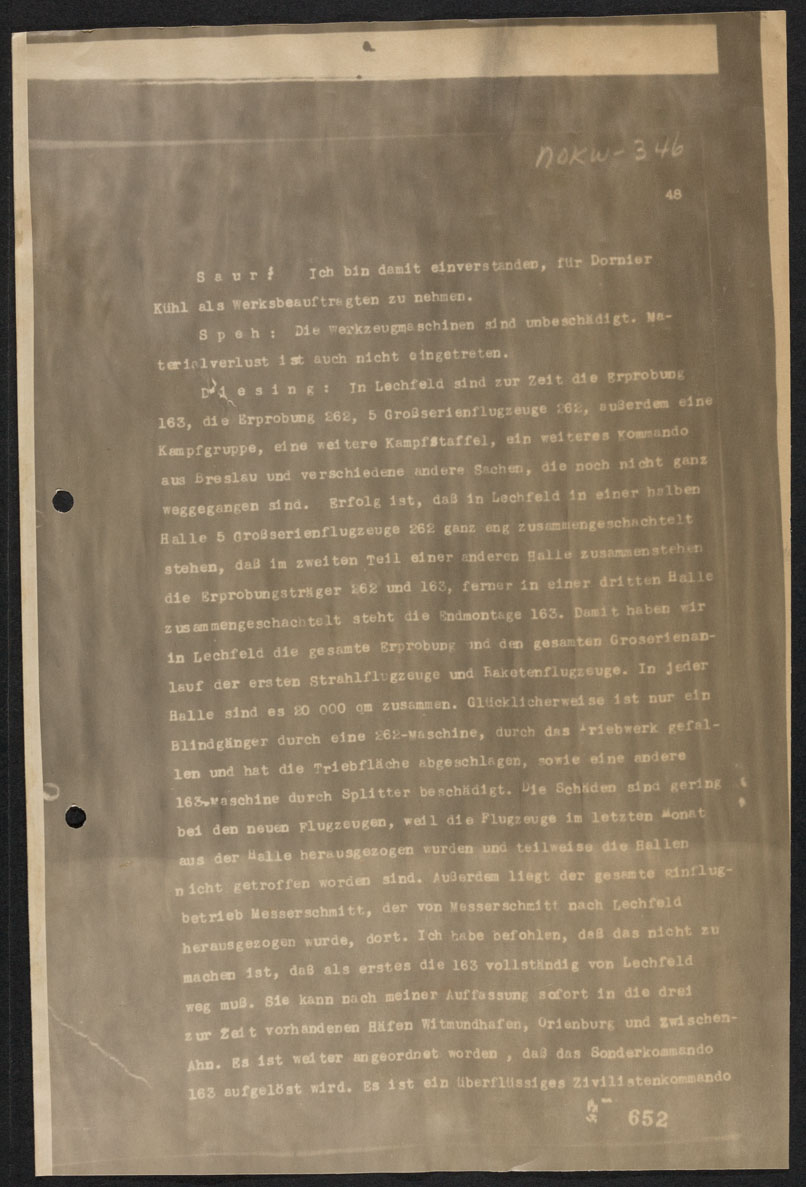 NOKW-346
48
Saur: Ich bin damit einverstanden, für Dornier
Kühl als Werksbeauftragten zu nehmen.
Speh: Die Werkzeugmaschinen sind unbeschädigt. Ma-
terialverlust ist auch nicht eingetreten.
Diesing: In Lechfeld sind zur Zeit die Erprobung
163, die Erprobung 262, 5 Großserienflugzeuge 262, außerdem eine
Kampfgruppe, eine weitere Kampfstaffel, ein weiteres Kommando
aus Breslau und verschiedene andere Sachen, die noch nicht ganz
weggegangen sind. Erfolg ist, daß in Lechfeld in einer halben
Halle 5 Großserienflugzeuge 262 ganz eng zusammengeschachtelt
stehen, daß im zweiten Teil einer anderen Halle zusammenstehen
die Erprobungsträger 262 und 163, ferner in einer dritten Halle
zusammengeschachtelt steht die Endmontage 163. Damit haben wir
in Lechfeld die gesamte Erprobung und den gesamten Groserienan-
lauf der ersten Strahlflugzeuge und Raketenflugzeuge. In jeder
Halle sind es 20 000 qm zusammen. Glücklicherweise ist nur ein
Blindgänger durch eine 262-Maschine, durch das Triebwerk gefal-
len und hat die Triebfläche abgeschlagen, sowie eine andere
163-Maschine durch Splitter beschädigt. Die Schäden sind gering
bei den neuen Flugzeugen, weil die Flugzeuge im letzten Monat
aus der Halle herausgezogen wurden und teilweise die Hallen
nicht getroffen worden sind. Außerdem liegt der gesamte Einflug-
betrieb Messerschmitt, der von Messerschmitt nach Lechfeld
herausgezogen wurde, dort. Ich habe befohlen, daß das nicht zu
machen ist, daß als erstes die 163 vollständig von Lechfeld
weg muß. Sie kann nach meiner Auffassung sofort in die drei
zur Zeit vorhandenen Häfen Witmundhafen, Orienburg und Zwischen-
Ahn. Es ist weiter angeordnet worden, daß das Sonderkommando
163 aufgelöst wird. Es ist ein überflüssiges Zivilistenkommando
652